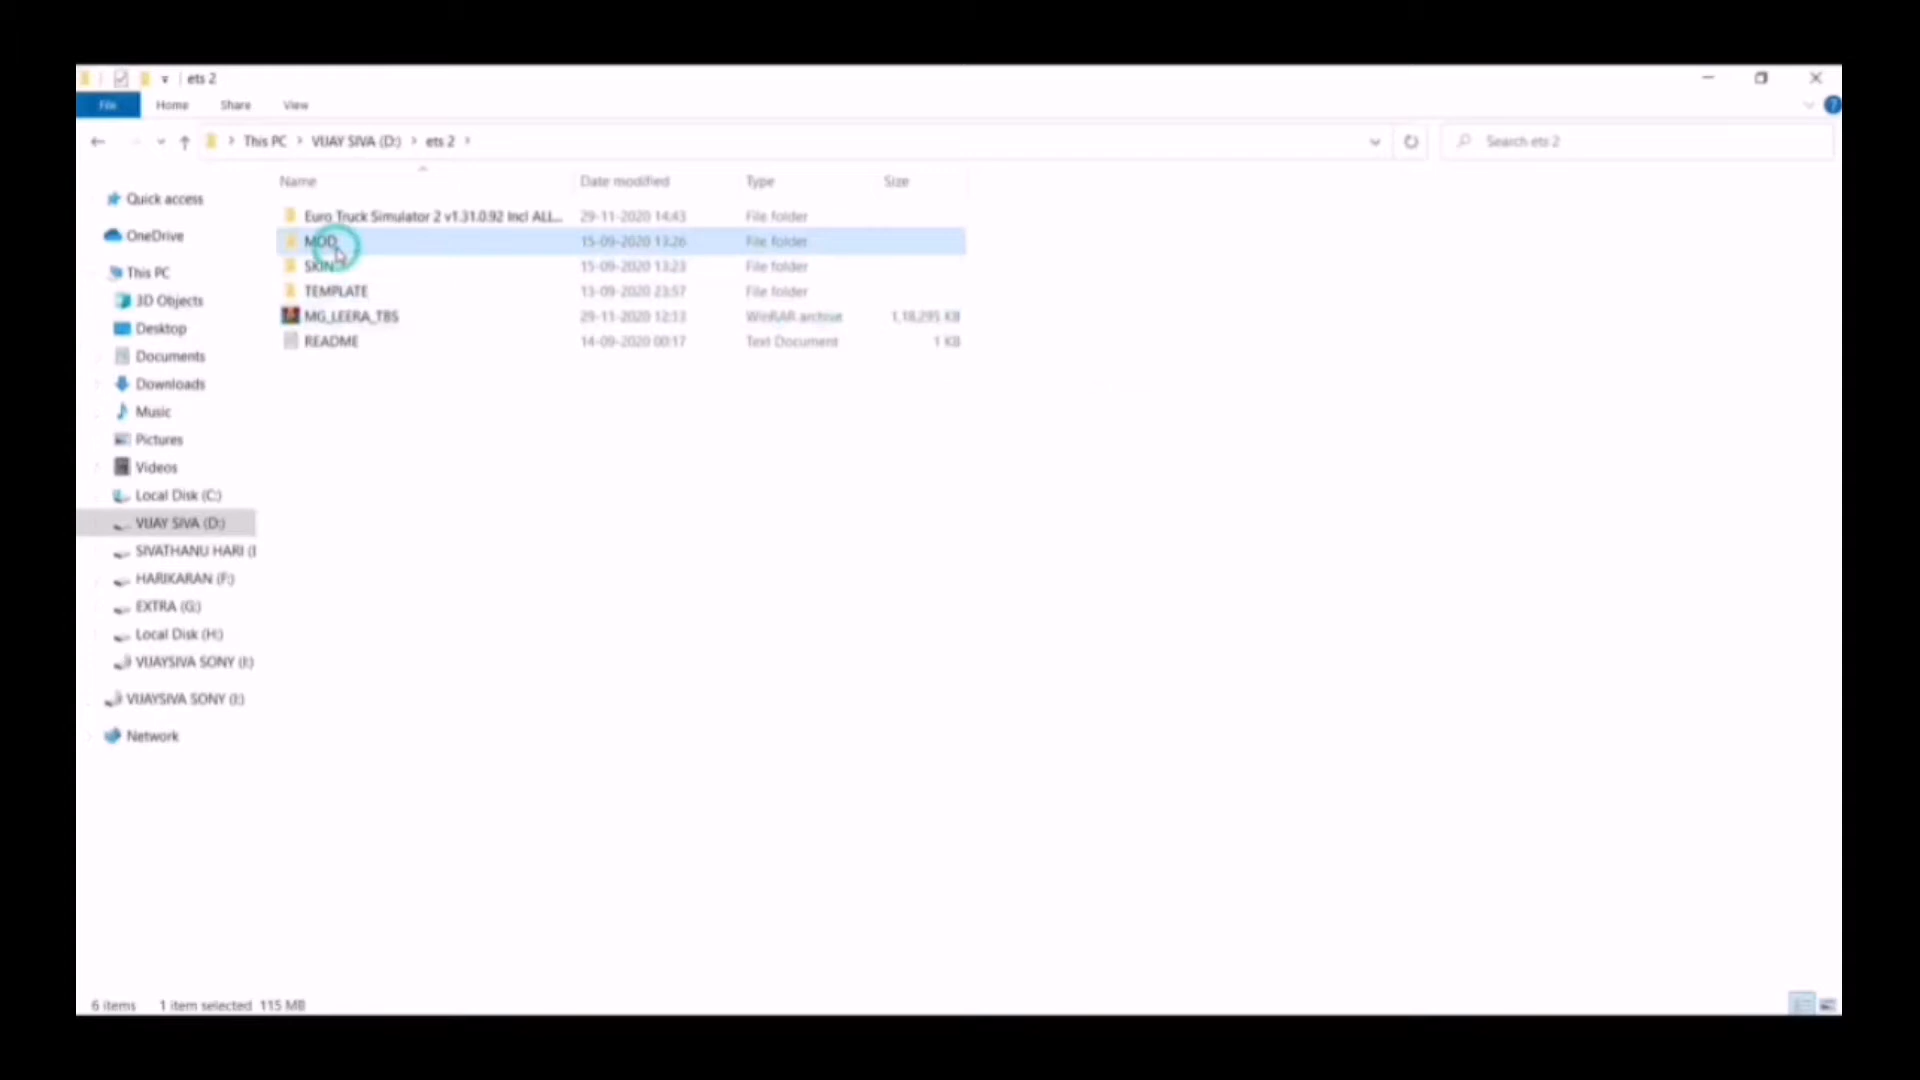 ets 2
File Home Share View
This PC VIJAY SIVA (D:) ets 2
Search ets 2
Name Date modified Type Size
Quick access
OneDrive
This PC
3D Objects
Desktop
Documents
Downloads
Music
Pictures
Videos
Local Disk (C:)
VIJAY SIVA (D:)
SIVATHANU HARI (
HARIKARAN (F:)
EXTRA (G:)
Local Disk (H:)
VIJAYSIVA SONY (I:)
VIJAYSIVA SONY (I:)
Network
Euro Truck Simulator 2 v1.31.0.92 Incl ALL... 29-11-2020 14:43 File folder
MOD 15-09-2020 13:26 File folder
SKIN 15-09-2020 13:23 File folder
TEMPLATE 13-09-2020 23:57 File folder
MG_LEERA_TBS 29-11-2020 12:13 WinRAR archive 1,18,295 KB
README 14-09-2020 00:17 Text Document 1 KB
6 items 1 item selected 115 MB